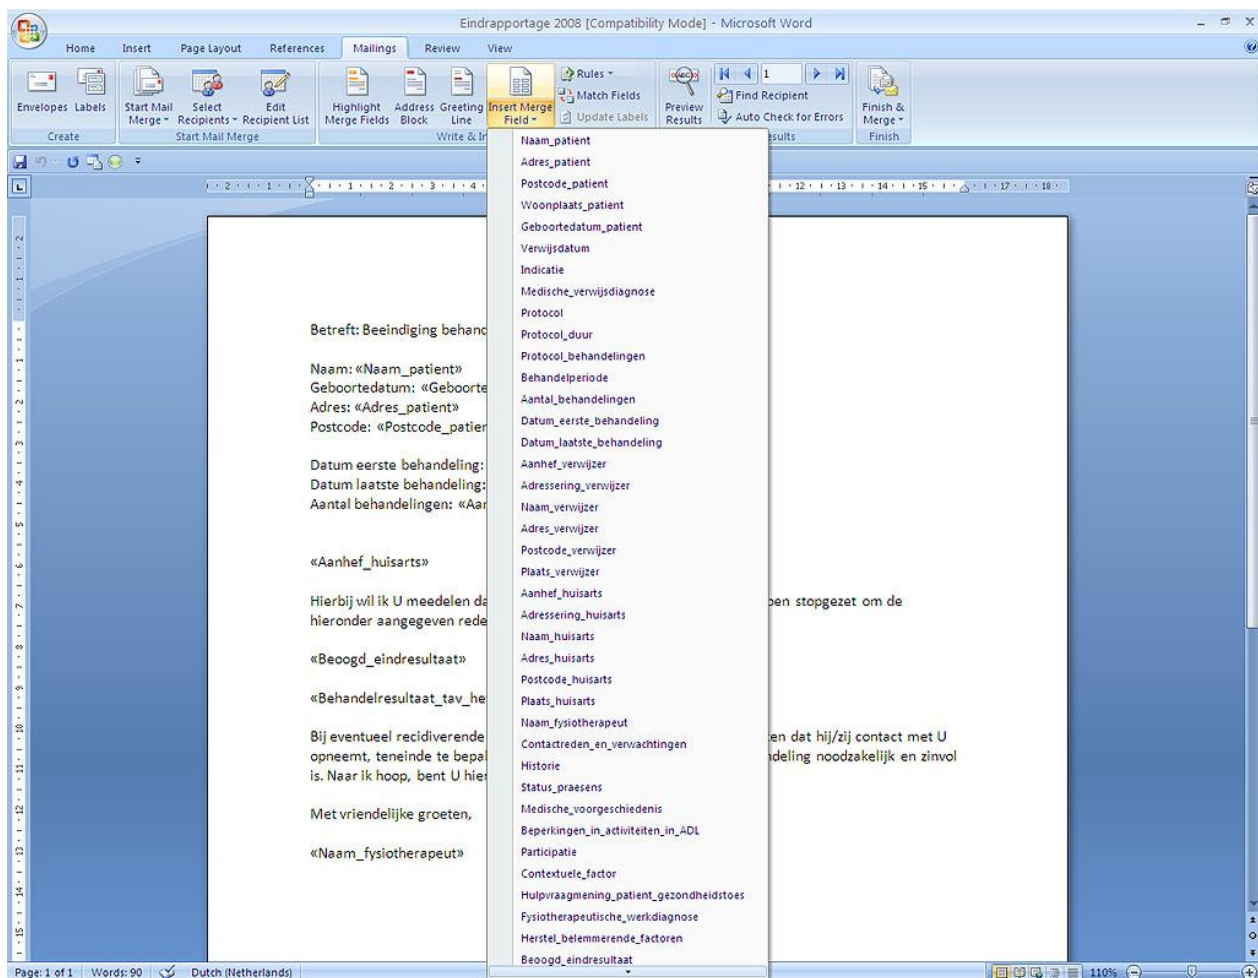 Eindrapportage 2008 [Compatibility Mode] - Microsoft Word
Home Insert Page Layout References Mailings Review View
Envelopes Labels Start Mail Merge Select Recipients Edit Recipient List Highlight Merge Fields Address Block Greeting Line Insert Merge Field Rules Match Fields Update Labels Preview Results 1 Find Recipient Auto Check for Errors Finish & Merge
Create Start Mail Merge Write & In sults Finish
Naam_patient
Adres_patient
Postcode_patient
Woonplaats_patient
Geboortedatum_patient
Verwijsdatum
Indicatie
Medische_verwijsdiagnose
Protocol
Protocol_duur
Protocol_behandelingen
Behandelperiode
Aantal_behandelingen
Datum_eerste_behandeling
Datum_laatste_behandeling
Aanhef_verwijzer
Adressering_verwijzer
Naam_verwijzer
Adres_verwijzer
Postcode_verwijzer
Plaats_verwijzer
Aanhef_huisarts
Adressering_huisarts
Naam_huisarts
Adres_huisarts
Postcode_huisarts
Plaats_huisarts
Naam_fysiotherapeut
Contactreden_en_verwachtingen
Historie
Status_praesens
Medische_voorgeschiedenis
Beperkingen_in_activiteiten_in_ADL
Participatie
Contextuele_factor
Hulpvraagmening_patient_gezondheidstoes
Fysiotherapeutische_werkdiagnose
Herstel_belemmerende_factoren
Beoogd_eindresultaat
Betreft: Beeindiging behand
Naam: «Naam_patient»
Geboortedatum: «Geboorte
Adres: «Adres_patient»
Postcode: «Postcode_patier
Datum eerste behandeling:
Datum laatste behandeling:
Aantal behandelingen: «Aar
«Aanhef_huisarts»
Hierbij wil ik U meedelen da pen stopgezet om de
hieronder aangegeven rede
«Beoogd_eindresultaat»
«Behandelresultaat_tav_he
Bij eventueel recidiverende en dat hij/zij contact met U
opneemt, teneinde te bepal ndeling noodzakelijk en zinvol
is. Naar ik hoop, bent U hier
Met vriendelijke groeten,
«Naam_fysiotherapeut»
Page: 1 of 1 Words: 90 Dutch (Netherlands) 110%